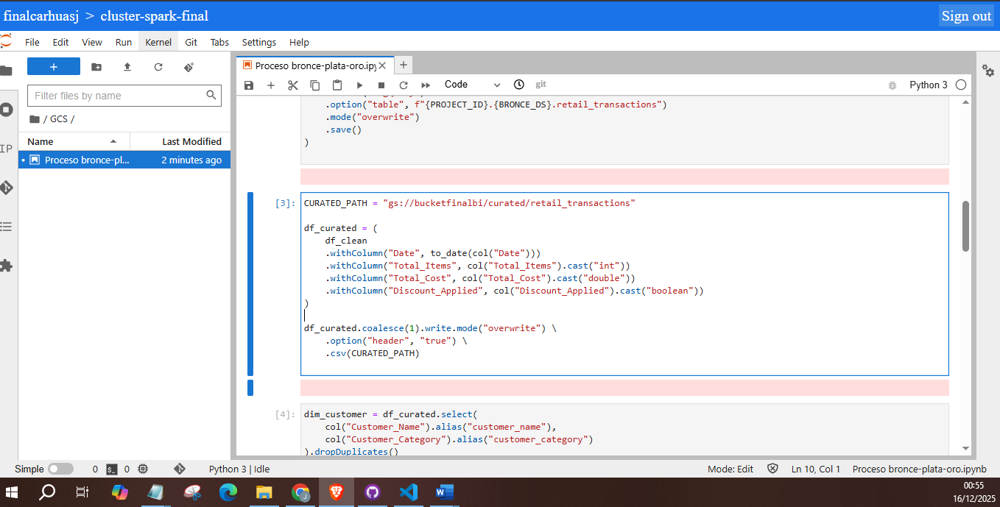 finalcarhuasj > cluster-spark-final
Sign out
File Edit View Run Kernel Git Tabs Settings Help
Proceso bronce-plata-oro.ipy
Filter files by name
/ GCS /
Name Last Modified
Proceso bronce-pl... 2 minutes ago
Code
git
Python 3
.option("table", f"{PROJECT_ID}.{BRONCE_DS}.retail_transactions")
.mode("overwrite")
.save()
)
[3]:
CURATED_PATH = "gs://bucketfinalbi/curated/retail_transactions"
df_curated = (
df_clean
.withColumn("Date", to_date(col("Date")))
.withColumn("Total_Items", col("Total_Items").cast("int"))
.withColumn("Total_Cost", col("Total_Cost").cast("double"))
.withColumn("Discount_Applied", col("Discount_Applied").cast("boolean"))
)
df_curated.coalesce(1).write.mode("overwrite") \
.option("header", "true") \
.csv(CURATED_PATH)
[4]:
dim_customer = df_curated.select(
col("Customer_Name").alias("customer_name"),
col("Customer_Category").alias("customer_category")
).dropDuplicates()
Simple 0 0 Python 3 | Idle Mode: Edit Ln 10, Col 1 Proceso bronce-plata-oro.ipynb
00:55
16/12/2025